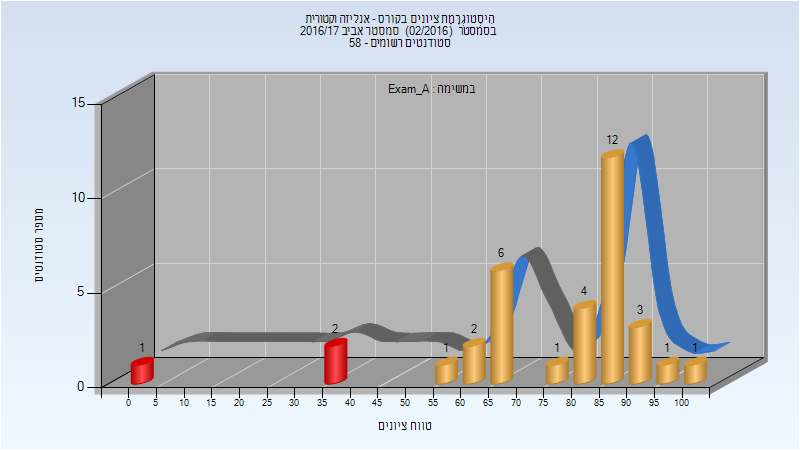 היסטוגרמת ציונים בקורס - אנליזה וקטורית
בסמסטר (02/2016) סמסטר אביב 2016/17
סטודנטים רשומים - 58
במשימה : Exam_A
מספר סטודנטים
15
10
5
0
1
2
1
2
6
1
4
12
3
1
1
0 5 10 15 20 25 30 35 40 45 50 55 60 65 70 75 80 85 90 95 100
טווח ציונים